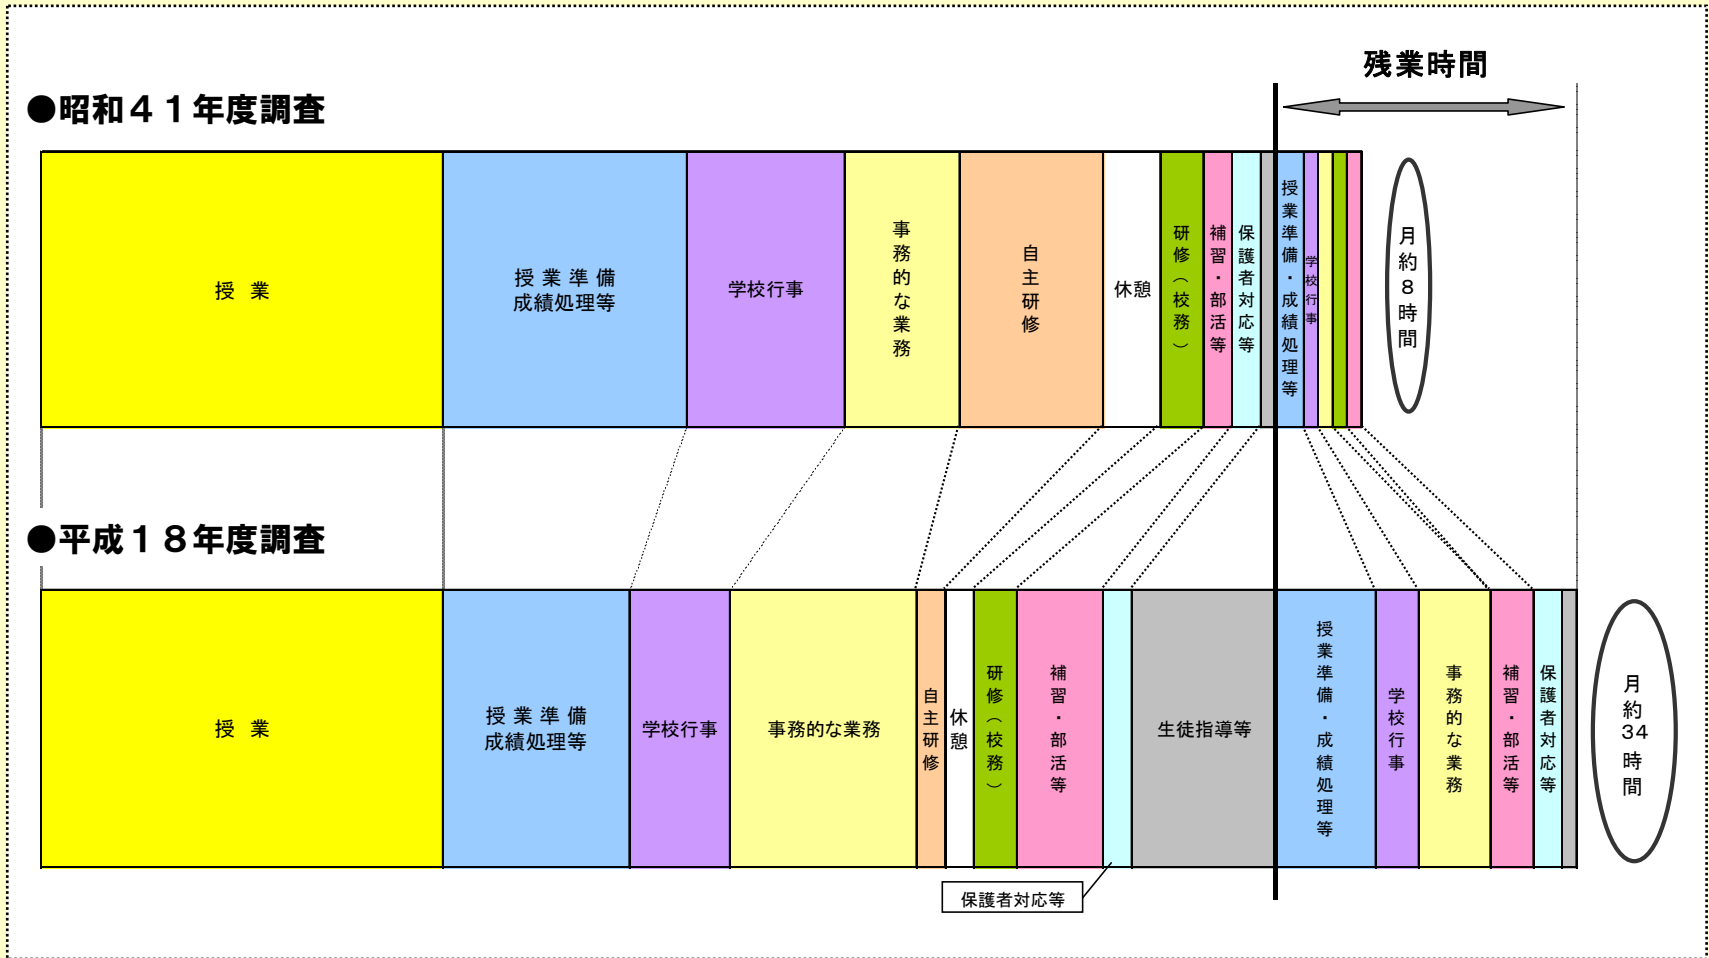 残業時間
●昭和４１年度調査
授 業
授 業 準 備
成績処理等
学校行事
事務的な業務
自主研修
休憩
研修（校務）
補習・部活等
保護者対応等
授業準備・成績処理等
学校行事
月約８時間
●平成１８年度調査
授 業
授 業 準 備
成績処理等
学校行事
事務的な業務
自主研修
休憩
研修（校務）
補習・部活等
生徒指導等
授業準備・成績処理等
学校行事
事務的な業務
補習・部活等
保護者対応等
月約34時間
保護者対応等